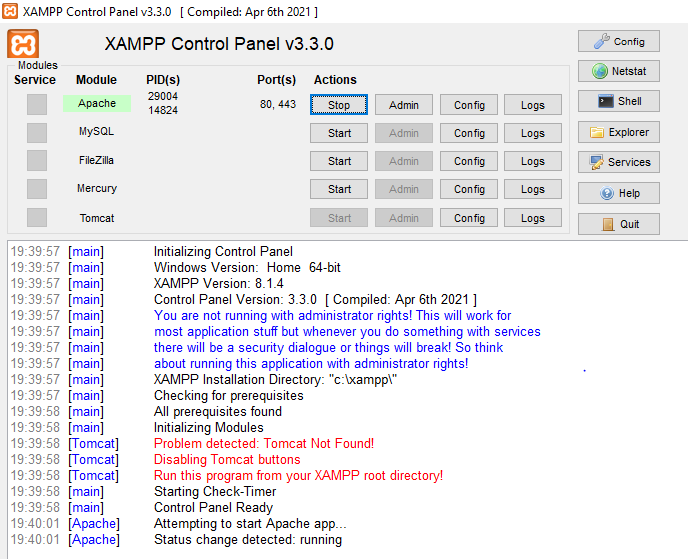 XAMPP Control Panel v3.3.0 [ Compiled: Apr 6th 2021 ]
XAMPP Control Panel v3.3.0
Config
Modules
Service Module PID(s) Port(s) Actions
Netstat
Apache 29004 14824 80, 443 Stop Admin Config Logs
Shell
MySQL Start Admin Config Logs
Explorer
FileZilla Start Admin Config Logs
Services
Mercury Start Admin Config Logs
Help
Tomcat Start Admin Config Logs
Quit
19:39:57 [main] Initializing Control Panel
19:39:57 [main] Windows Version: Home 64-bit
19:39:57 [main] XAMPP Version: 8.1.4
19:39:57 [main] Control Panel Version: 3.3.0 [ Compiled: Apr 6th 2021 ]
19:39:57 [main] You are not running with administrator rights! This will work for
19:39:57 [main] most application stuff but whenever you do something with services
19:39:57 [main] there will be a security dialogue or things will break! So think
19:39:57 [main] about running this application with administrator rights!
19:39:57 [main] XAMPP Installation Directory: "c:\xampp\"
19:39:57 [main] Checking for prerequisites
19:39:58 [main] All prerequisites found
19:39:58 [main] Initializing Modules
19:39:58 [Tomcat] Problem detected: Tomcat Not Found!
19:39:58 [Tomcat] Disabling Tomcat buttons
19:39:58 [Tomcat] Run this program from your XAMPP root directory!
19:39:58 [main] Starting Check-Timer
19:39:58 [main] Control Panel Ready
19:40:01 [Apache] Attempting to start Apache app...
19:40:01 [Apache] Status change detected: running